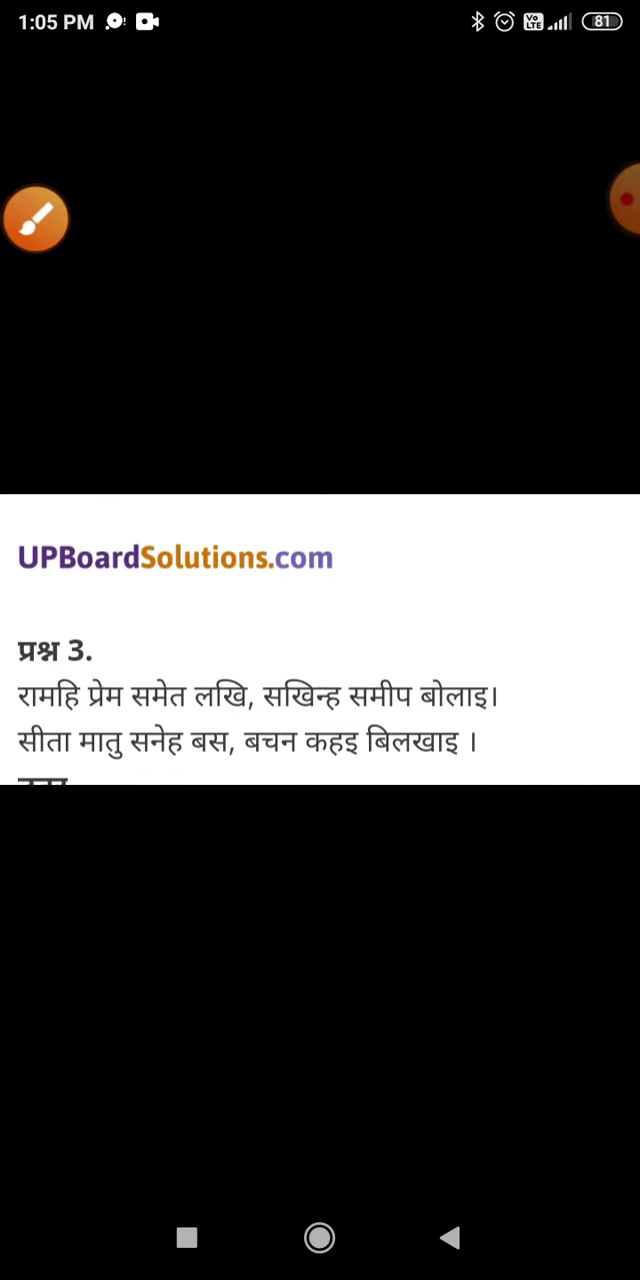 1:05 PM
81
UPBoardSolutions.com
प्रश्न 3.
रामहि प्रेम समेत लखि, सखिन्ह समीप बोलाइ।
सीता मातु सनेह बस, बचन कहइ बिलखाइ ।